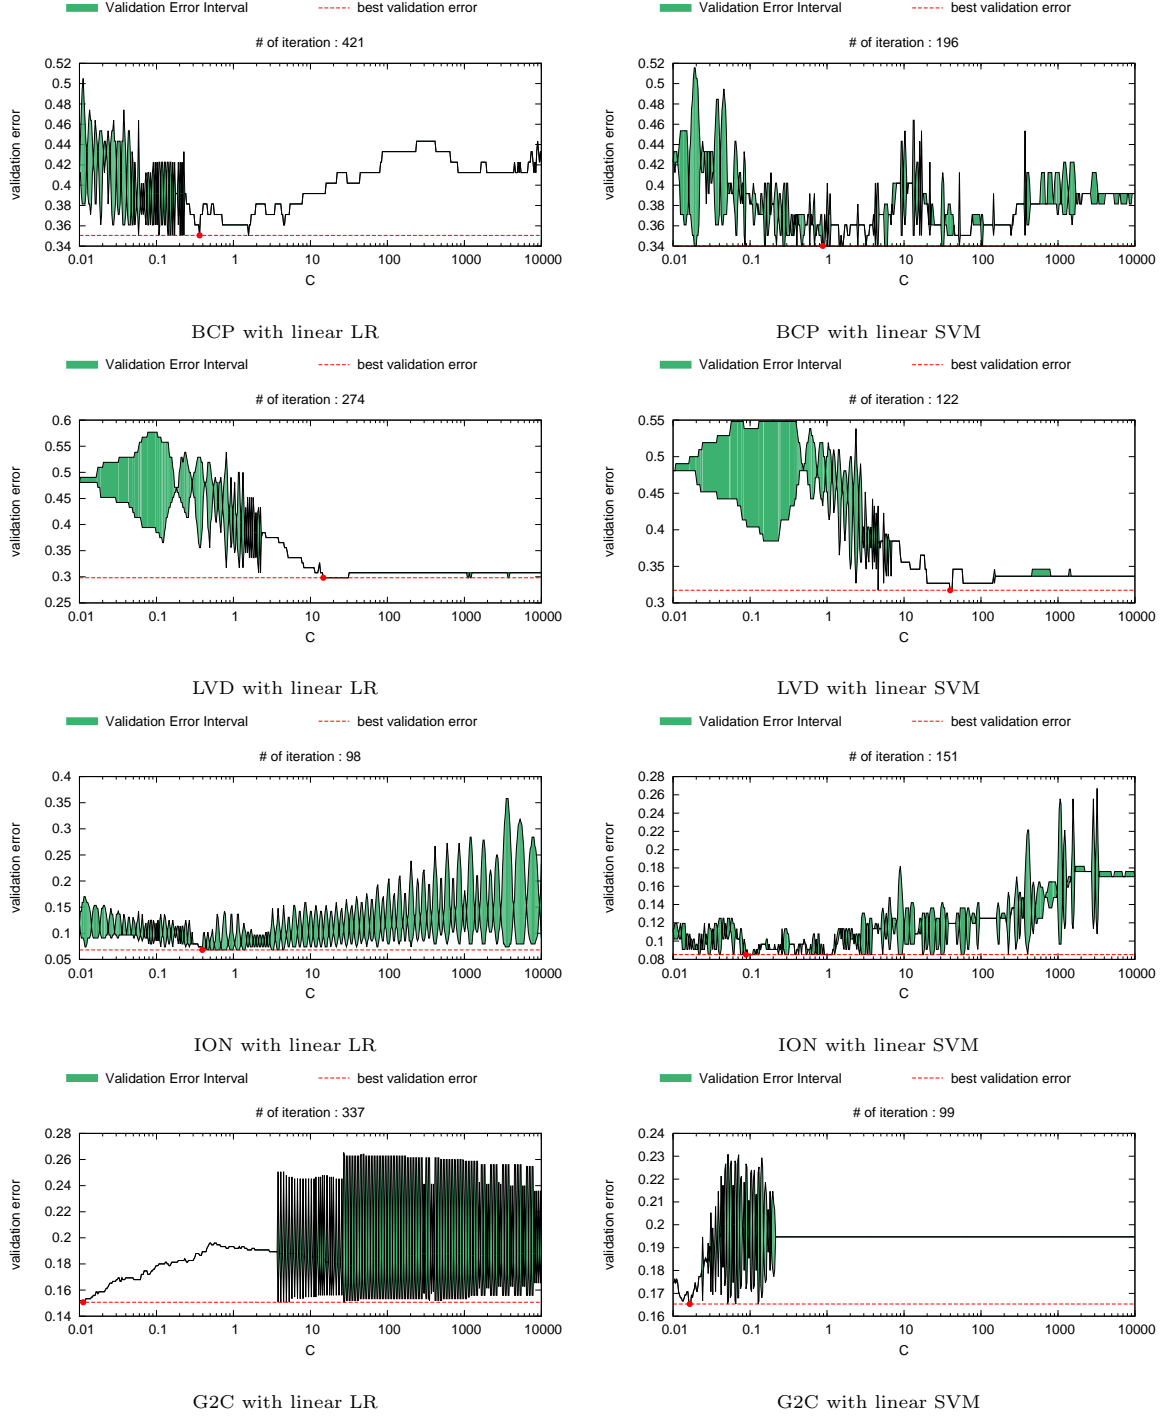 Validation Error Interval best validation error Validation Error Interval best validation error
# of iteration : 421 # of iteration : 196
validation error validation error
0.52 0.5 0.48 0.46 0.44 0.42 0.4 0.38 0.36 0.34
0.52 0.5 0.48 0.46 0.44 0.42 0.4 0.38 0.36 0.34
0.01 0.1 1 10 100 1000 10000 0.01 0.1 1 10 100 1000 10000
C C
BCP with linear LR BCP with linear SVM
Validation Error Interval best validation error Validation Error Interval best validation error
# of iteration : 274 # of iteration : 122
validation error validation error
0.6 0.55 0.5 0.45 0.4 0.35 0.3 0.25
0.55 0.5 0.45 0.4 0.35 0.3
0.01 0.1 1 10 100 1000 10000 0.01 0.1 1 10 100 1000 10000
C C
LVD with linear LR LVD with linear SVM
Validation Error Interval best validation error Validation Error Interval best validation error
# of iteration : 98 # of iteration : 151
validation error validation error
0.4 0.35 0.3 0.25 0.2 0.15 0.1 0.05
0.28 0.26 0.24 0.22 0.2 0.18 0.16 0.14 0.12 0.1 0.08
0.01 0.1 1 10 100 1000 10000 0.01 0.1 1 10 100 1000 10000
C C
ION with linear LR ION with linear SVM
Validation Error Interval best validation error Validation Error Interval best validation error
# of iteration : 337 # of iteration : 99
validation error validation error
0.28 0.26 0.24 0.22 0.2 0.18 0.16 0.14
0.24 0.23 0.22 0.21 0.2 0.19 0.18 0.17 0.16
0.01 0.1 1 10 100 1000 10000 0.01 0.1 1 10 100 1000 10000
C C
G2C with linear LR G2C with linear SVM